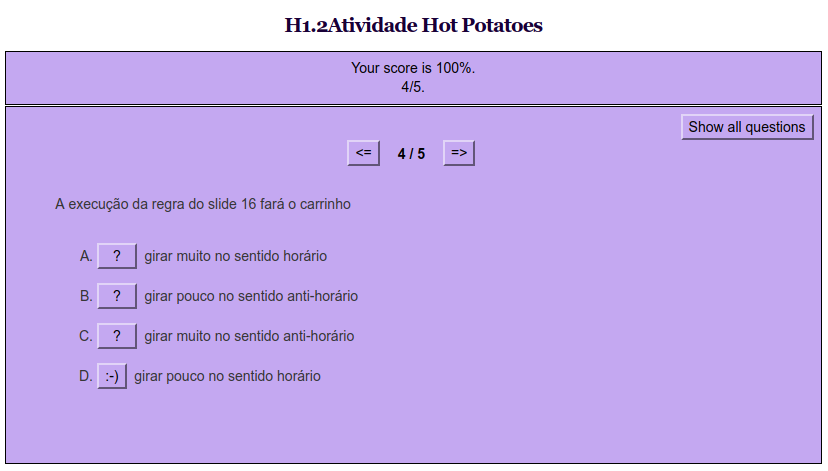 H1.2Atividade Hot Potatoes
Your score is 100%.
4/5.
Show all questions
<= 4 / 5 =>
A execução da regra do slide 16 fará o carrinho
A. ? girar muito no sentido horário
B. ? girar pouco no sentido anti-horário
C. ? girar muito no sentido anti-horário
D. :-) girar pouco no sentido horário